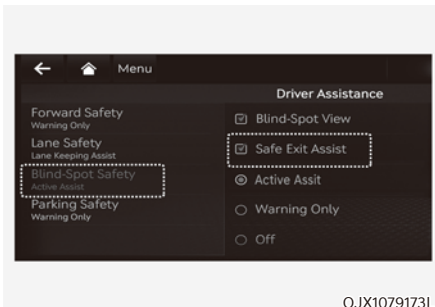 Menu
Driver Assistance
Forward Safety
Warning Only
Lane Safety
Lane Keeping Assist
Blind-Spot Safety
Active Assist
Parking Safety
Warning Only
Blind-Spot View
Safe Exit Assist
Active Assit
Warning Only
Off
OJX1079173L